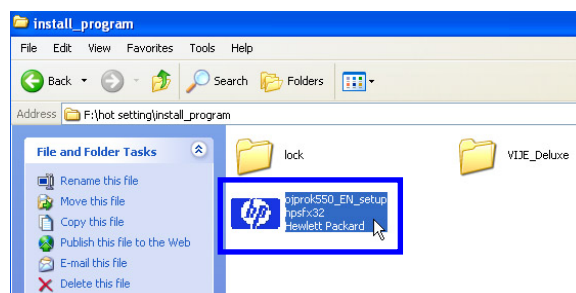 install_program
File Edit View Favorites Tools Help
Back Search Folders
Address F:\hot setting\install_program
File and Folder Tasks
Rename this file
Move this file
Copy this file
Publish this file to the Web
E-mail this file
Delete this file
lock
VIJE_Deluxe
hp
ojprok550_EN_setup
hpsfx32
Hewlett Packard